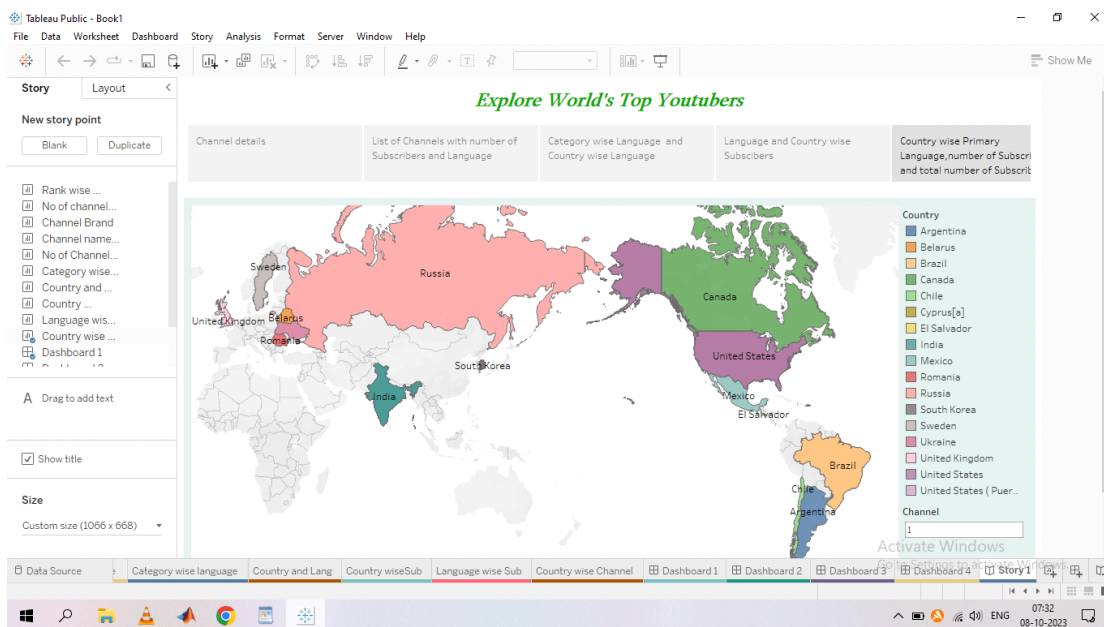 Tableau Public - Book1
File Data Worksheet Dashboard Story Analysis Format Server Window Help
Show Me
Story Layout
New story point
Blank Duplicate
Rank wise ...
No of channel...
Channel Brand
Channel name...
No of Channel...
Category wise...
Country and ...
Country ...
Language wis...
Country wise ...
Dashboard 1
A Drag to add text
Show title
Size
Custom size (1066 x 668)
Explore World's Top Youtubers
Channel details
List of Channels with number of
Subscribers and Language
Category wise Language and
Country wise Language
Language and Country wise
Subscibers
Country wise Primary
Language,number of Subscri
and total number of Subscrib
Sweden
Russia
United Kingdom
Belarus
Romania
South Korea
India
Canada
United States
Mexico
El Salvador
Brazil
Chile
Argentina
Country
Argentina
Belarus
Brazil
Canada
Chile
Cyprus[a]
El Salvador
India
Mexico
Romania
Russia
South Korea
Sweden
Ukraine
United Kingdom
United States
United States ( Puer..
Channel
1
Activate Windows
Go to Settings to activate Windows.
Data Source Category wise language Country and Lang Country wiseSub Language wise Sub Country wise Channel Dashboard 1 Dashboard 2 Dashboard 3 Dashboard 4 Story 1
ENG
07:32
08-10-2023